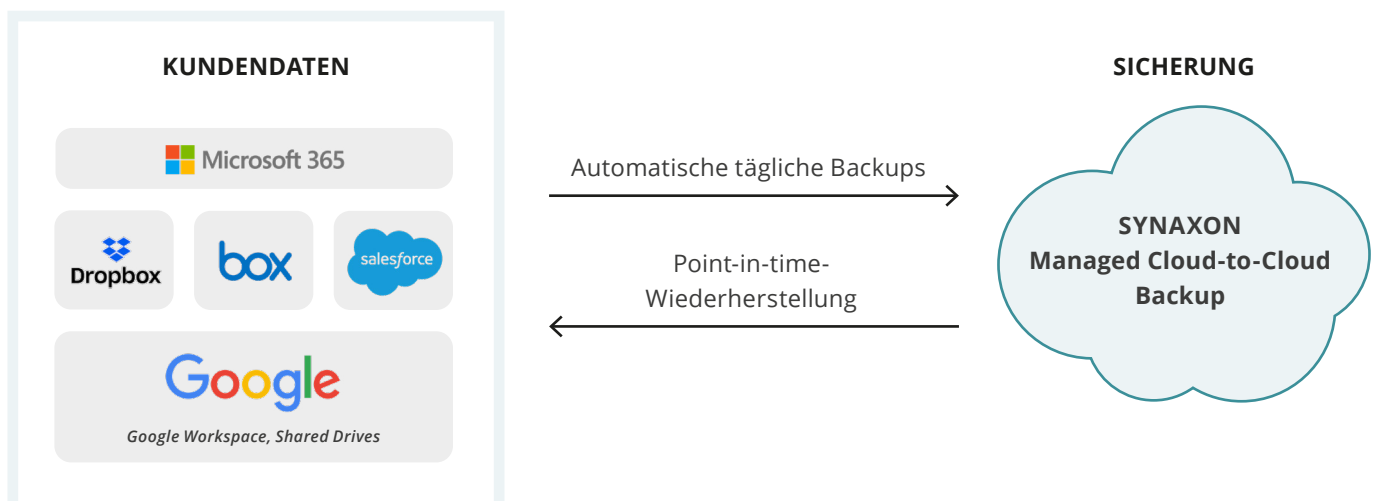 KUNDENDATEN
Microsoft 365
Dropbox
box
salesforce
Google
Google Workspace, Shared Drives
Automatische tägliche Backups
Point-in-time-
Wiederherstellung
SICHERUNG
SYNAXON
Managed Cloud-to-Cloud
Backup